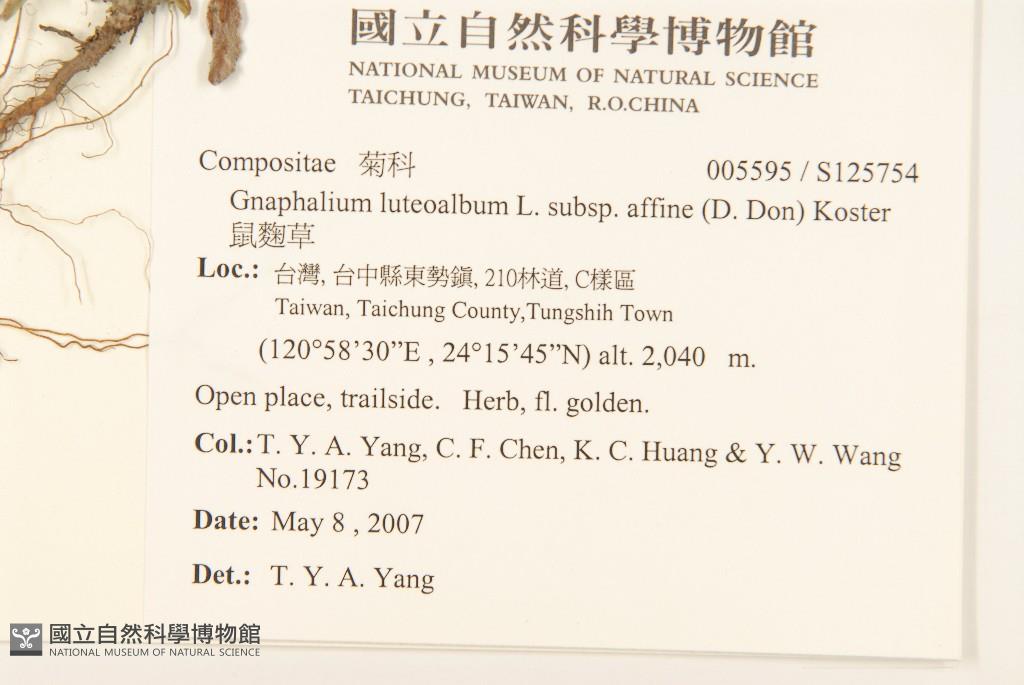 國立自然科學博物館
NATIONAL MUSEUM OF NATURAL SCIENCE
TAICHUNG, TAIWAN, R.O.CHINA
Compositae 菊科 005595 / S125754
Gnaphalium luteoalbum L. subsp. affine (D. Don) Koster
鼠麴草
Loc.: 台灣, 台中縣東勢鎮, 210林道, C樣區
Taiwan, Taichung County,Tungshih Town
(120°58’30”E , 24°15’45”N) alt. 2,040 m.
Open place, trailside. Herb, fl. golden.
Col.: T. Y. A. Yang, C. F. Chen, K. C. Huang & Y. W. Wang
No.19173
Date: May 8 , 2007
Det.: T. Y. A. Yang
國立自然科學博物館
NATIONAL MUSEUM OF NATURAL SCIENCE